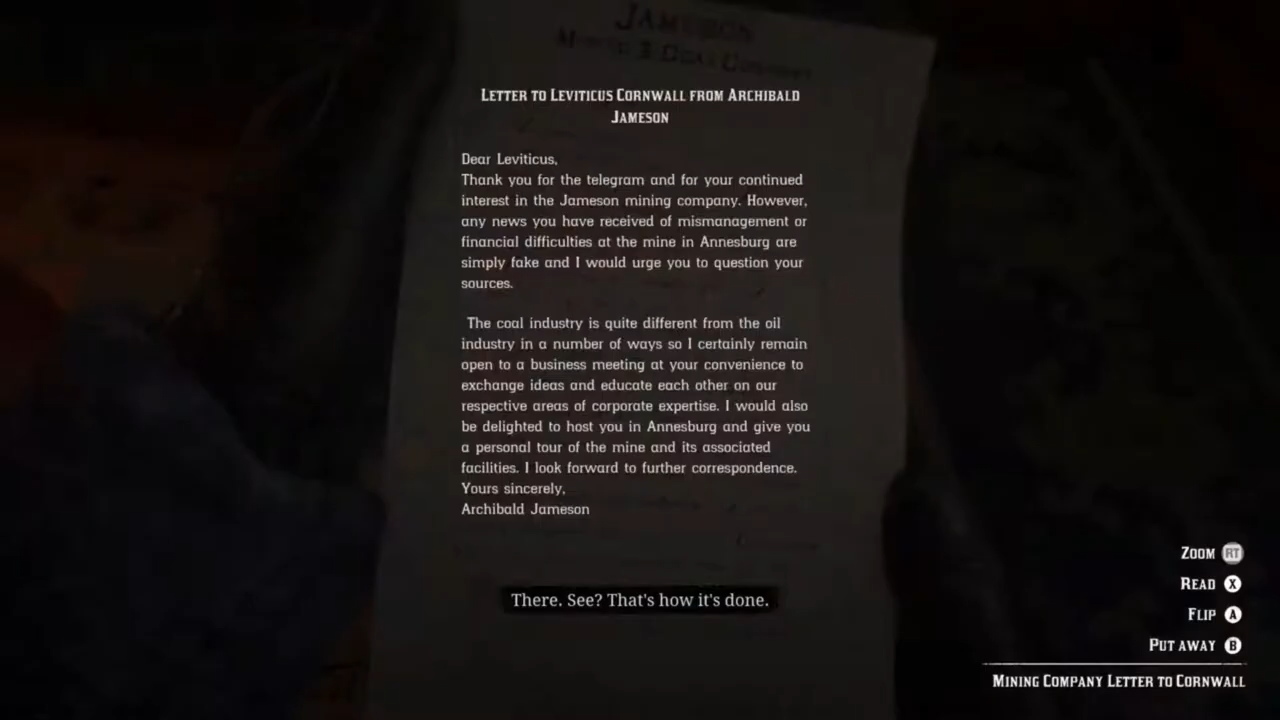 JAMESON
LETTER TO LEVITICUS CORNWALL FROM ARCHIBALD
JAMESON
Dear Leviticus,
Thank you for the telegram and for your continued
interest in the Jameson mining company. However,
any news you have received of mismanagement or
financial difficulties at the mine in Annesburg are
simply fake and I would urge you to question your
sources.
The coal industry is quite different from the oil
industry in a number of ways so I certainly remain
open to a business meeting at your convenience to
exchange ideas and educate each other on our
respective areas of corporate expertise. I would also
be delighted to host you in Annesburg and give you
a personal tour of the mine and its associated
facilities. I look forward to further correspondence.
Yours sincerely,
Archibald Jameson
There. See? That's how it's done.
ZOOM RT
READ X
FLIP A
PUT AWAY B
MINING COMPANY LETTER TO CORNWALL